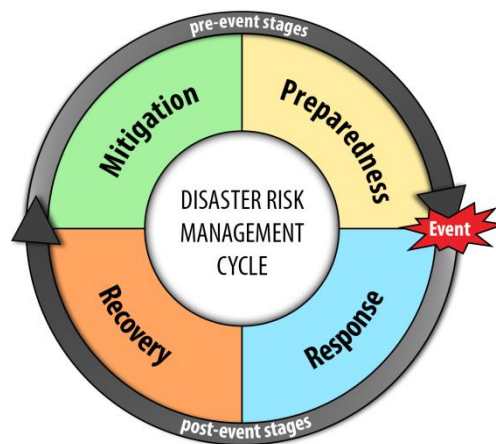 pre-event stages
Mitigation
Preparedness
DISASTER RISK
MANAGEMENT
CYCLE
Event
Recovery
Response
post-event stages